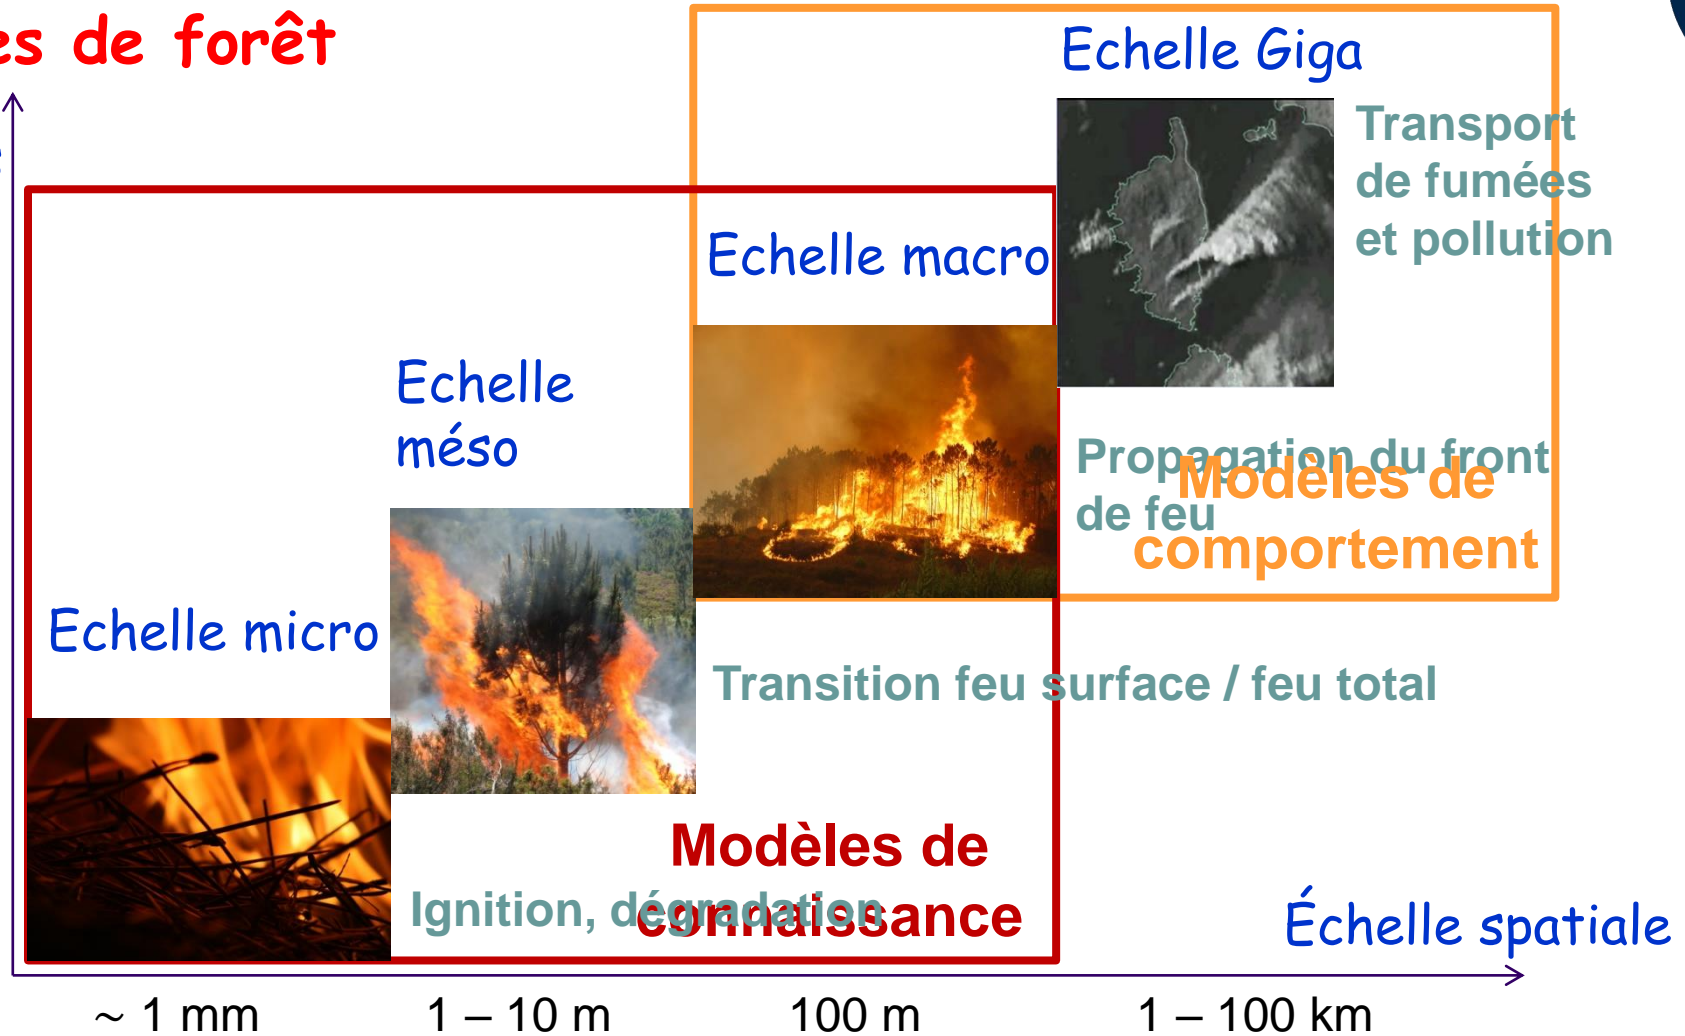 es de forêt
Echelle Giga
Transport
de fumées
et pollution
Echelle macro
Echelle
méso
Propagation du front
de feu
Modèles de
comportement
Echelle micro
Transition feu surface / feu total
Modèles de
connaissance
Ignition, dégradation
Échelle spatiale
~ 1 mm
1 – 10 m
100 m
1 – 100 km